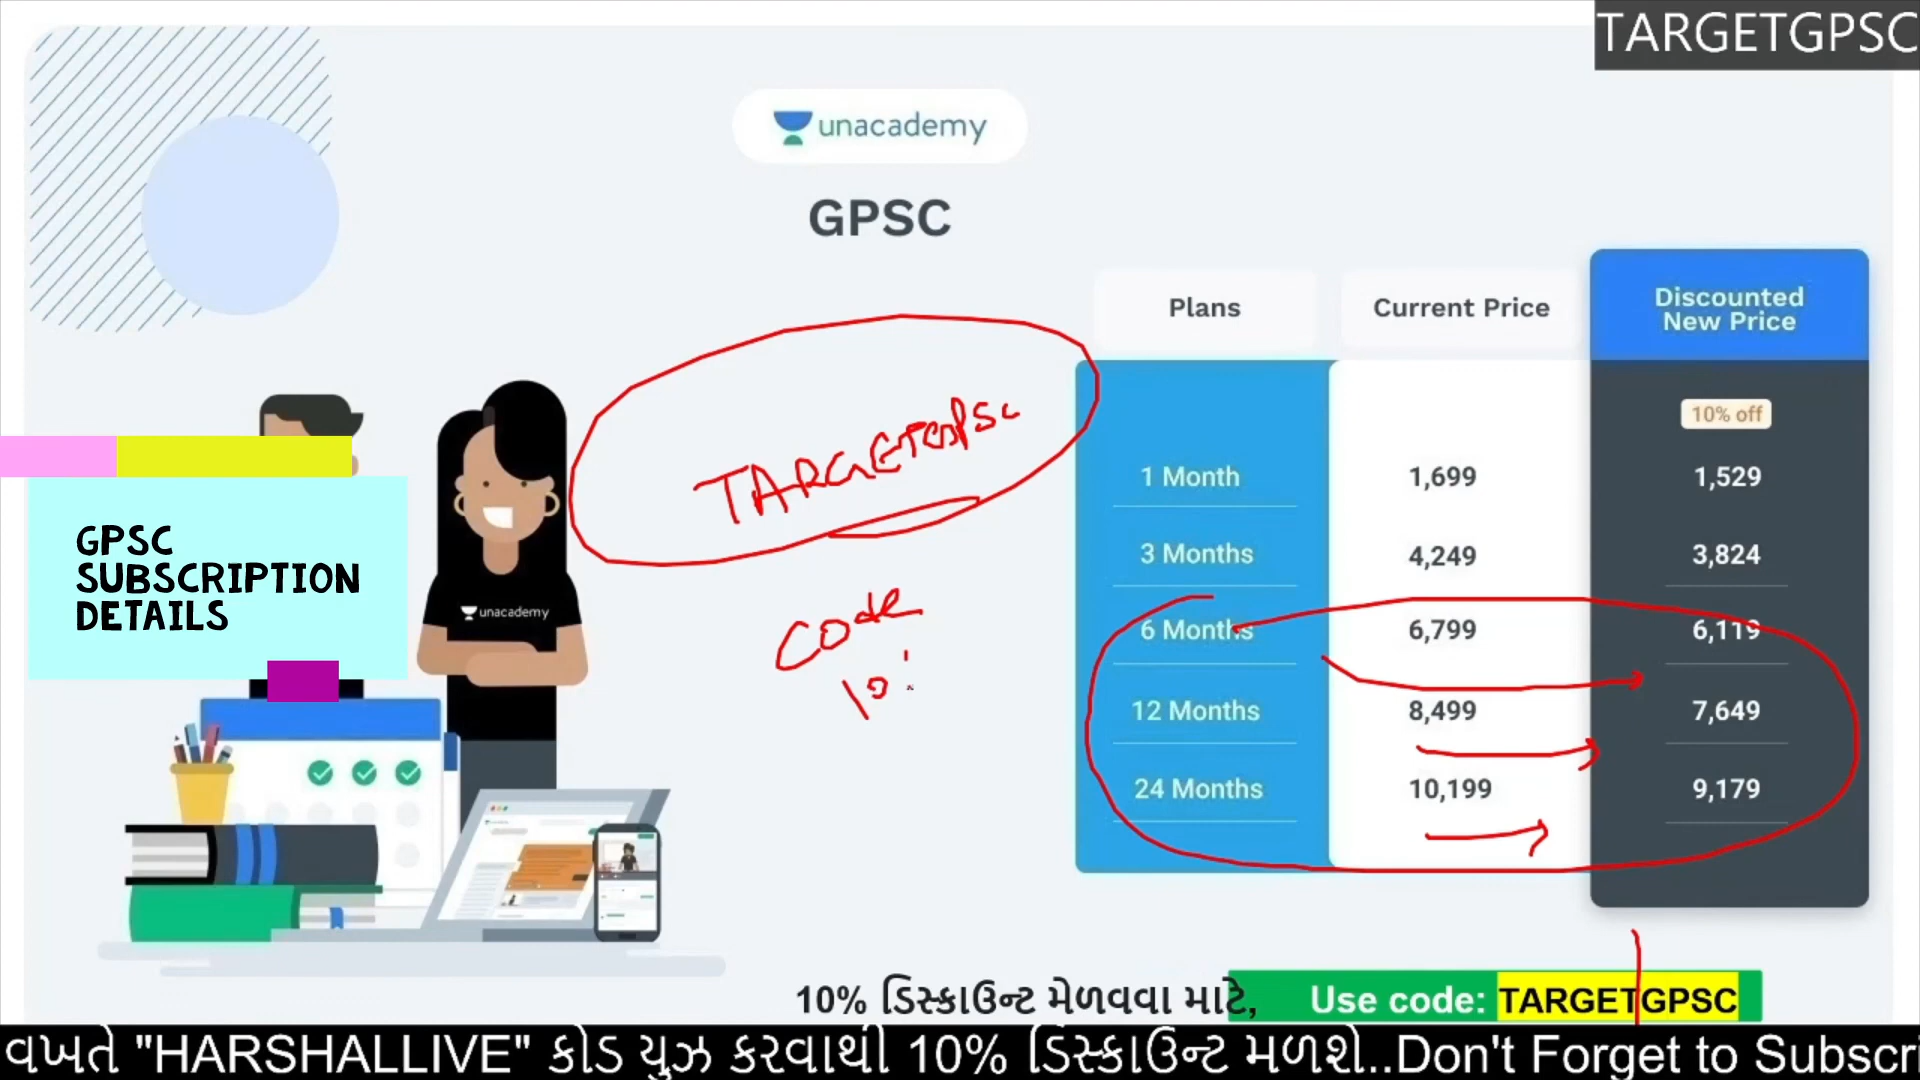 TARGETGPSC
unacademy
GPSC
Plans Current Price Discounted New Price
10% off
1 Month 1,699 1,529
3 Months 4,249 3,824
6 Months 6,799 6,119
12 Months 8,499 7,649
24 Months 10,199 9,179
TARGETGPSC
Code
10%
GPSC
SUBSCRIPTION
DETAILS
unacademy
10% ડિસ્કાઉન્ટ મેળવવા માટે, Use code: TARGETGPSC
વખતે "HARSHALLIVE" કોડ યુઝ કરવાથી 10% ડિસ્કાઉન્ટ મળશે..Don't Forget to Subscri